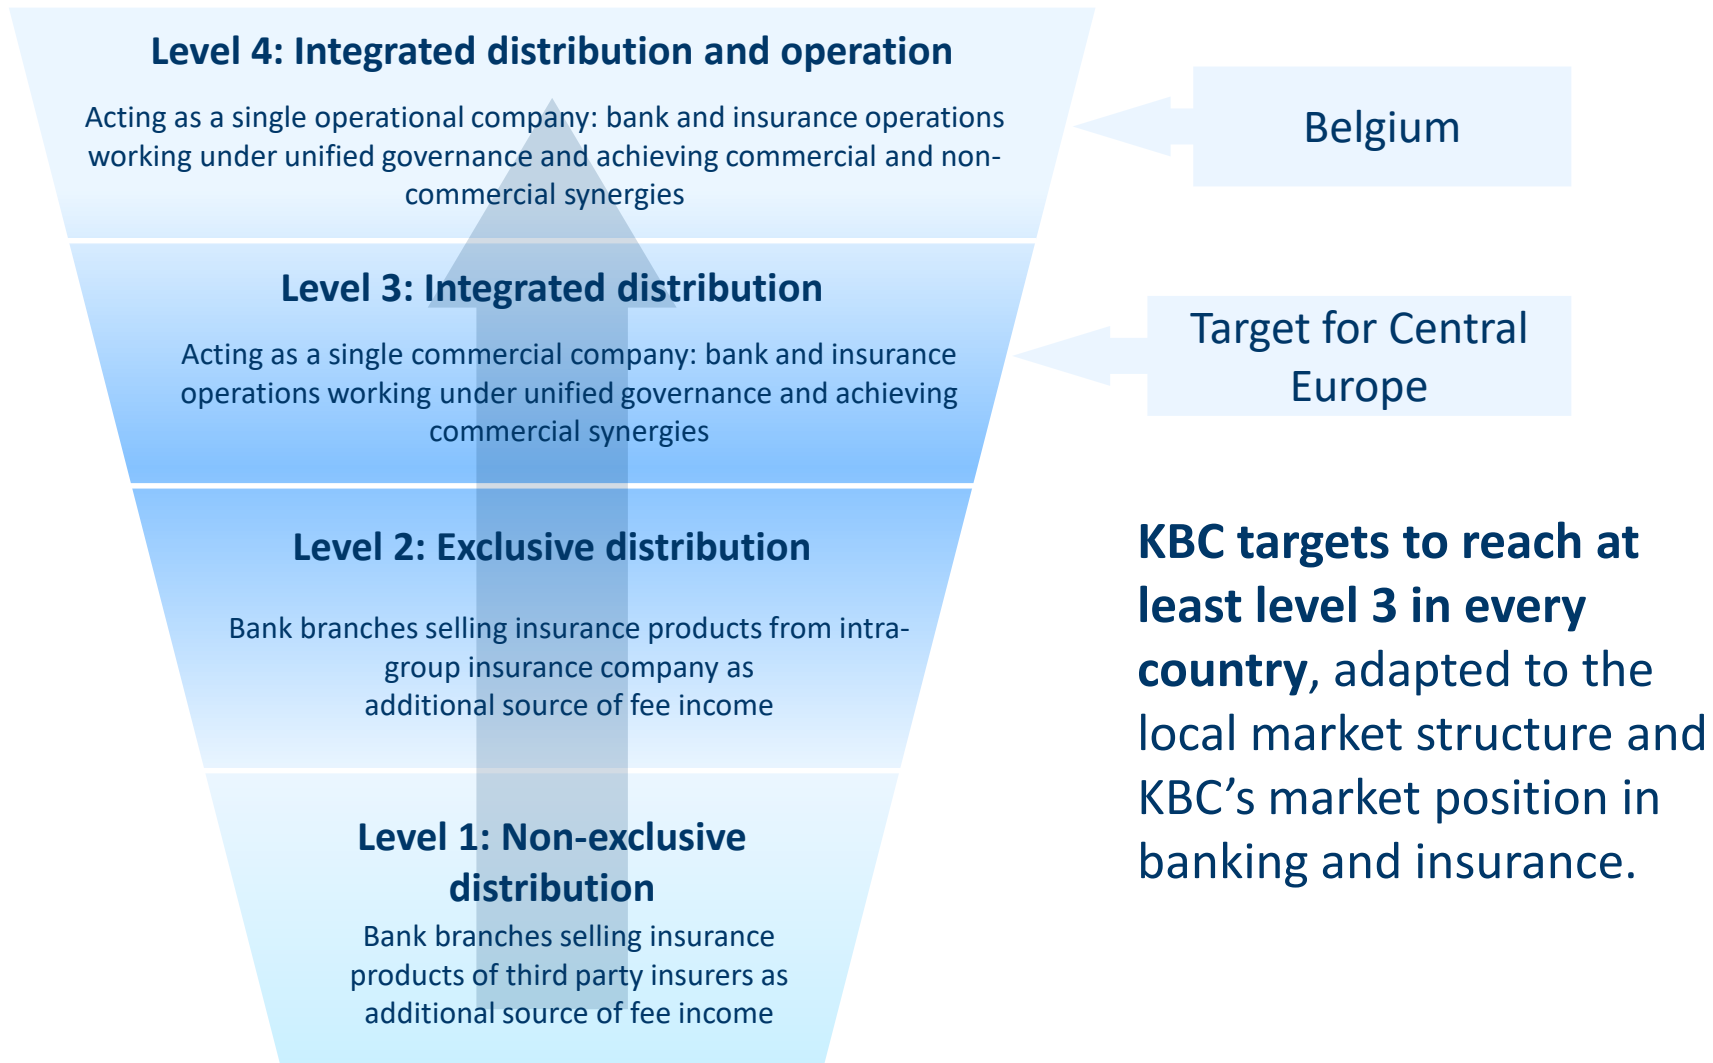 Level 4: Integrated distribution and operation
Acting as a single operational company: bank and insurance operations
working under unified governance and achieving commercial and non-
commercial synergies
Belgium
Level 3: Integrated distribution
Acting as a single commercial company: bank and insurance
operations working under unified governance and achieving
commercial synergies
Target for Central
Europe
Level 2: Exclusive distribution
Bank branches selling insurance products from intra-
group insurance company as
additional source of fee income
Level 1: Non-exclusive
distribution
Bank branches selling insurance
products of third party insurers as
additional source of fee income
KBC targets to reach at
least level 3 in every
country, adapted to the
local market structure and
KBC’s market position in
banking and insurance.